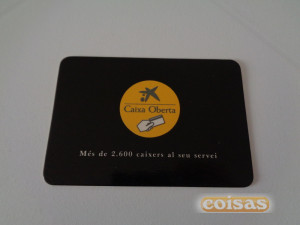 Caixa Oberta
Més de 2.600 caixers al seu servei
coisas